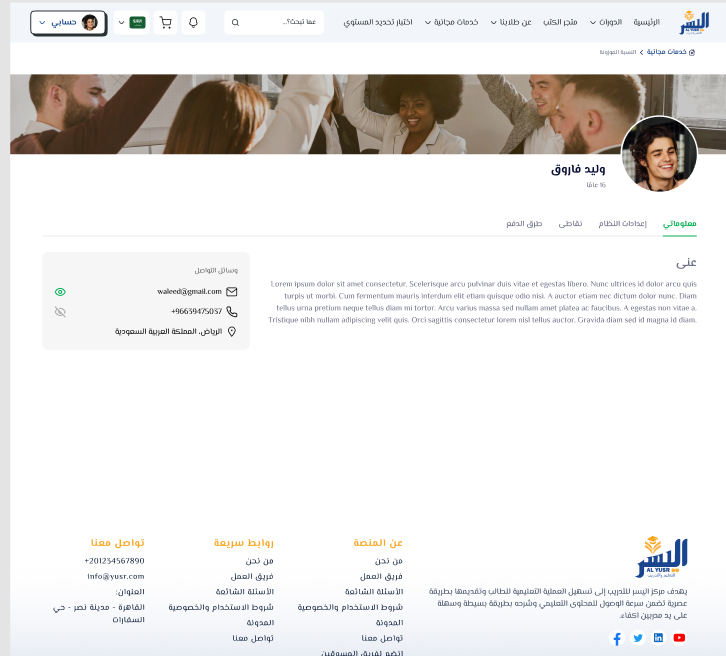 اليسر
الرئيسية
الدورات
متجر الكتب
عن طلابنا
خدمات مجانية
اختبار تحديد المستوي
عما تبحث؟..
حسابي
خدمات مجانية
النسبة الموزونة
وليد فاروق
16 عامًا
معلوماتي
إعدادات النظام
نقاطي
طرق الدفع
عنى
Lorem ipsum dolor sit amet consectetur. Scelerisque arcu pulvinar duis vitae et egestas libero. Nunc ultrices id dolor arcu quis
turpis ut morbi. Cum fermentum mauris interdum elit etiam quisque odio nisi. A auctor etiam nec dictum dolor nunc. Diam
tellus urna pretium neque tellus diam mi tortor. Arcu varius massa sed nullam amet platea ac faucibus. A egestas non vitae a.
Tristique nibh nullam adipiscing velit quis. Orci sagittis consectetur lorem nisl tellus auctor. Gravida diam sed id magna id diam.
وسائل التواصل
waleed@gmail.com
+96639475037
الرياض، المملكة العربية السعودية
اليسر
AL YUSR
يهدف مركز اليسر للتدريب إلى تسهيل العملية التعليمية للطالب وتقديمها بطريقة
عصرية تضمن سرعة الوصول للمحتوى التعليمي وشرحه بطريقة بسيطة وسهلة
على يد مدربين اكفاء.
عن المنصة
من نحن
فريق العمل
الأسئلة الشائعة
شروط الاستخدام والخصوصية
المدونة
تواصل معنا
انضم لفريق المسوقين
روابط سريعة
من نحن
فريق العمل
الأسئلة الشائعة
شروط الاستخدام والخصوصية
المدونة
تواصل معنا
تواصل معنا
+201234567890
info@yusr.com
العنوان:
القاهرة - مدينة نصر - حي
السفارات